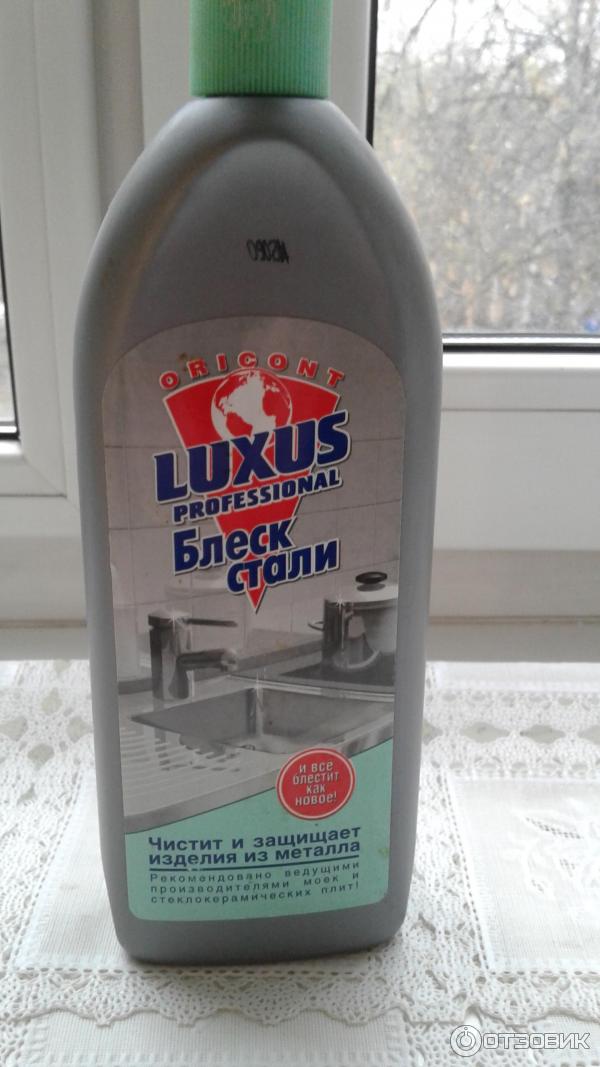 ORICONT
LUXUS
PROFESSIONAL
Блеск
стали
и все
блестит
как
новое!
Чистит и защищает
изделия из металла
Рекомендовано ведущими
производителями моек и
стеклокерамических плит!
ОТЗОВИК